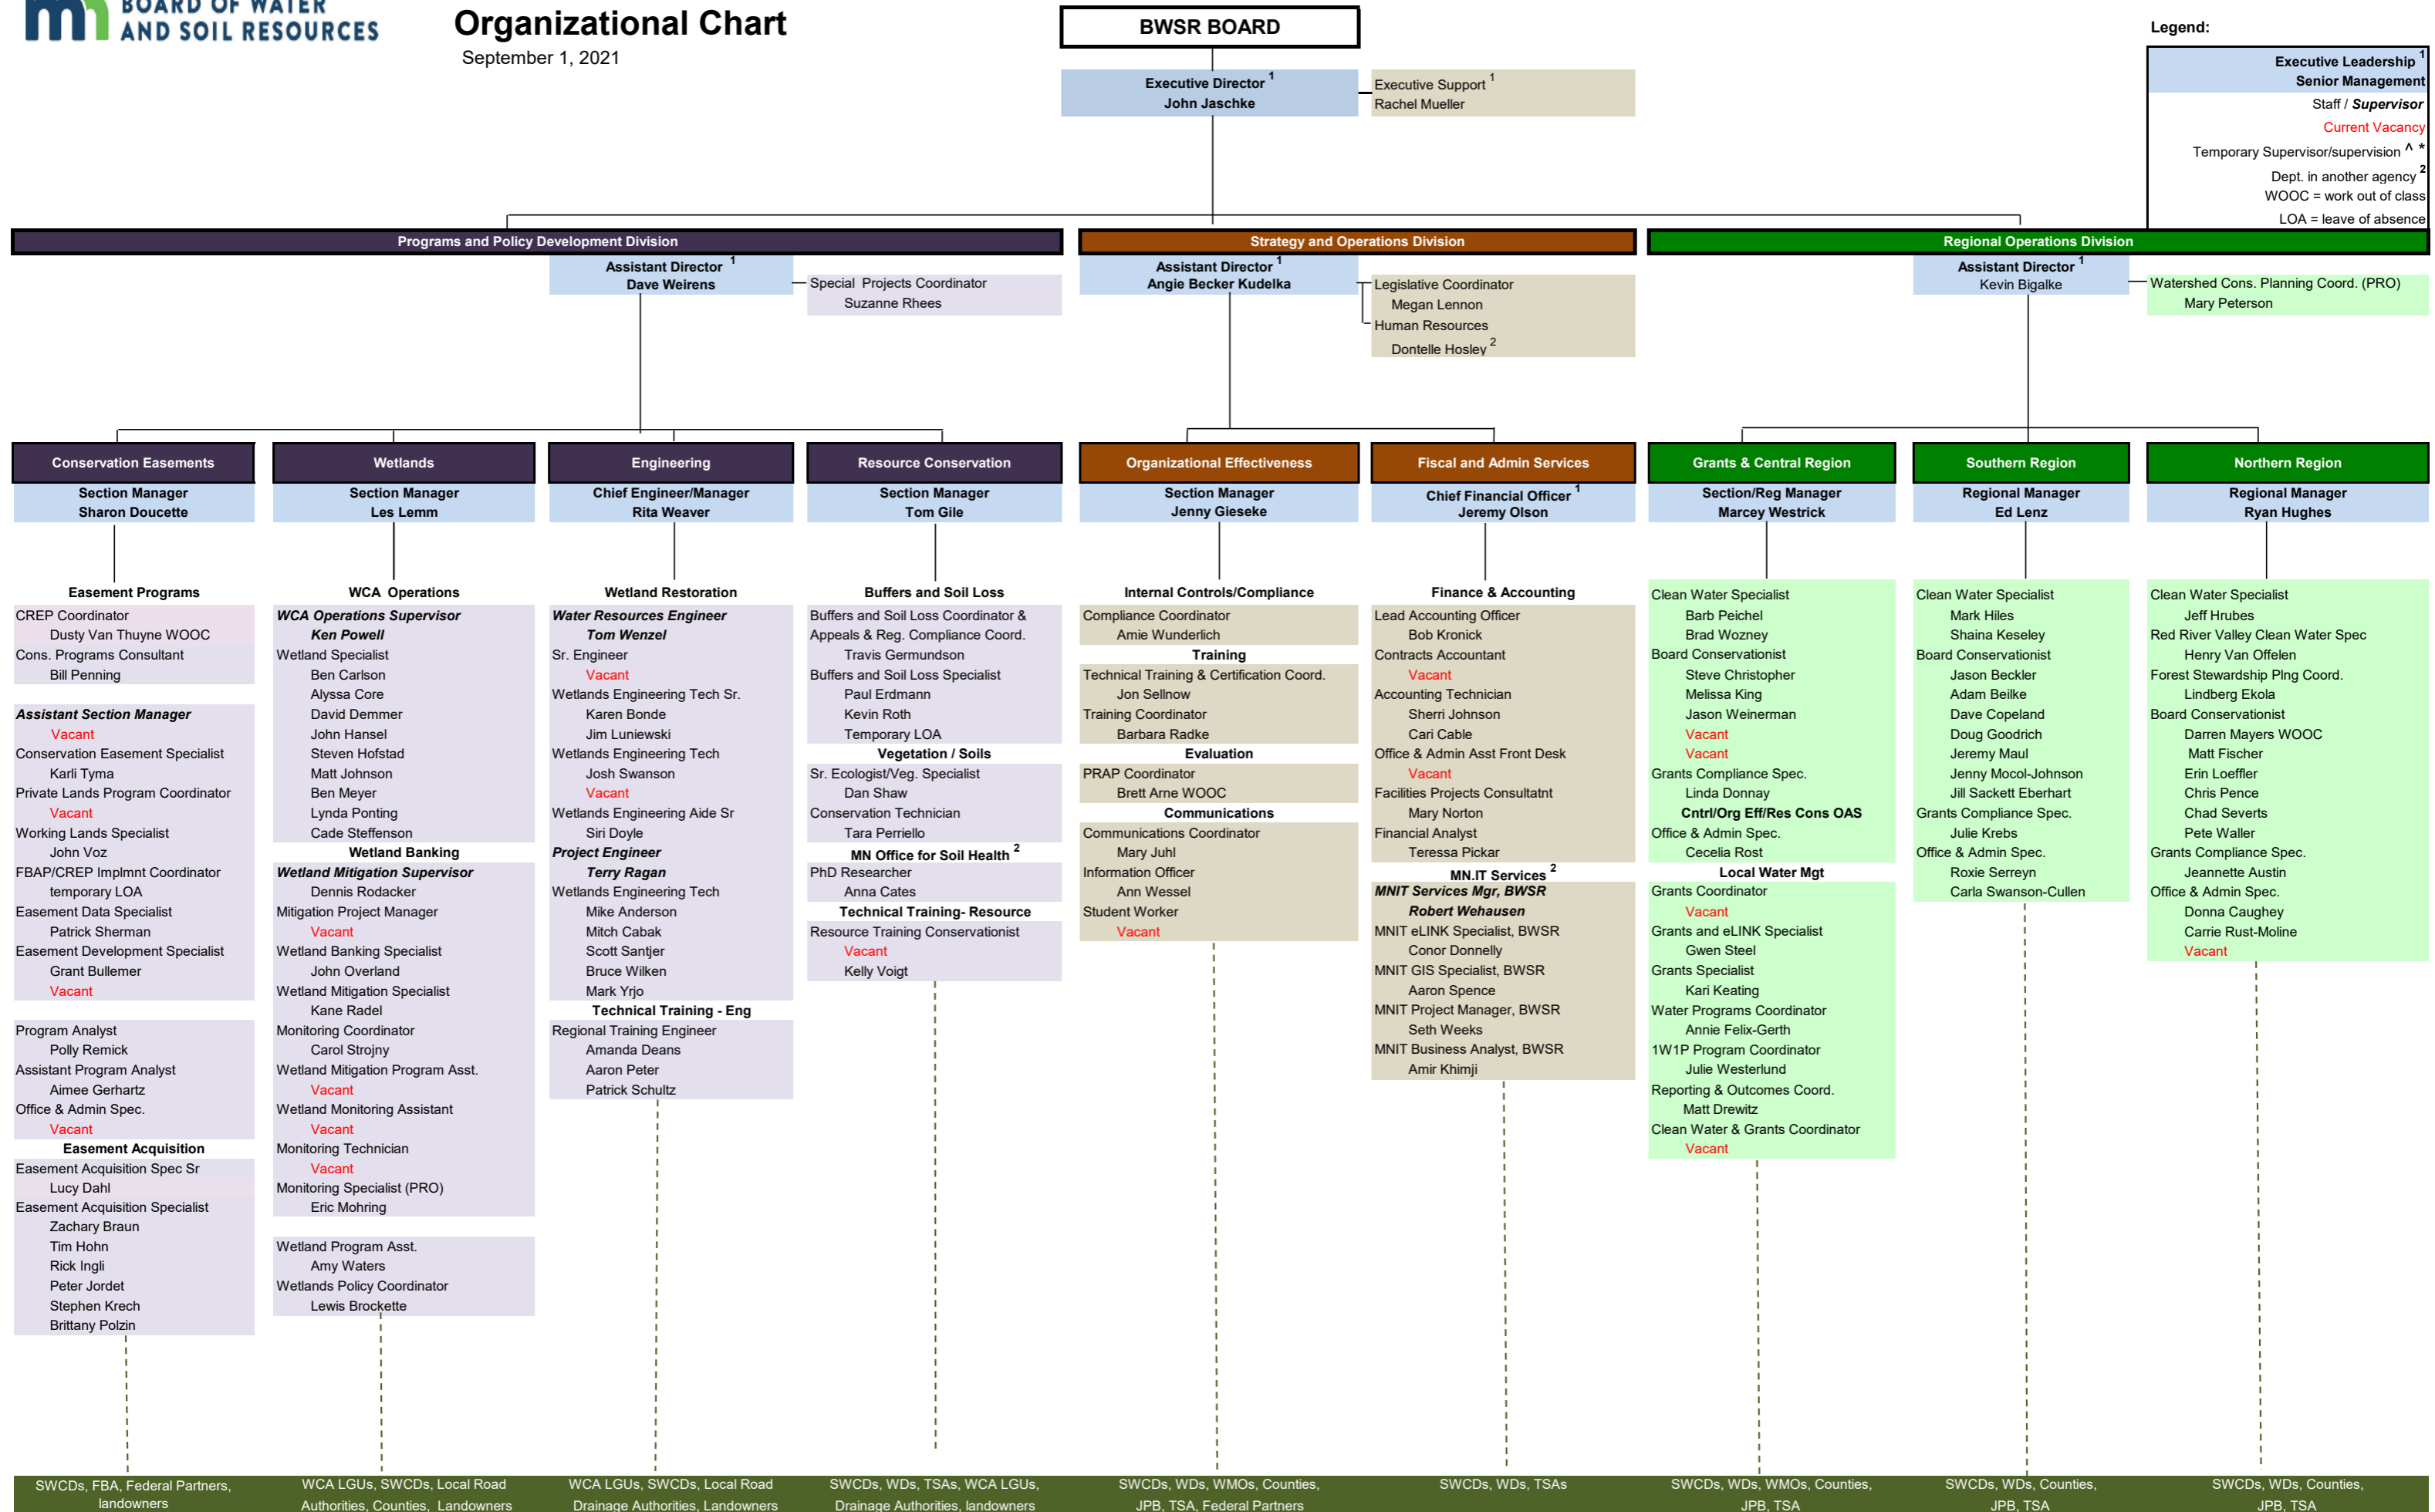 BOARD OF WATER
AND SOIL RESOURCES
Organizational Chart
September 1, 2021
BWSR BOARD
Executive Director 1
John Jaschke
Executive Support 1
Rachel Mueller
Legend:
Executive Leadership 1
Senior Management
Staff / Supervisor
Current Vacancy
Temporary Supervisor/supervision ^ *
Dept. in another agency 2
WOOC = work out of class
LOA = leave of absence
Programs and Policy Development Division
Assistant Director 1
Dave Weirens
Special Projects Coordinator
Suzanne Rhees
Strategy and Operations Division
Assistant Director 1
Angie Becker Kudelka
Legislative Coordinator
Megan Lennon
Human Resources
Dontelle Hosley 2
Regional Operations Division
Assistant Director 1
Kevin Bigalke
Watershed Cons. Planning Coord. (PRO)
Mary Peterson
Conservation Easements
Section Manager
Sharon Doucette
Easement Programs
CREP Coordinator
Dusty Van Thuyne WOOC
Cons. Programs Consultant
Bill Penning
Assistant Section Manager
Vacant
Conservation Easement Specialist
Karli Tyma
Private Lands Program Coordinator
Vacant
Working Lands Specialist
John Voz
FBAP/CREP Implmnt Coordinator
temporary LOA
Easement Data Specialist
Patrick Sherman
Easement Development Specialist
Grant Bullemer
Vacant
Program Analyst
Polly Remick
Assistant Program Analyst
Aimee Gerhartz
Office & Admin Spec.
Vacant
Easement Acquisition
Easement Acquisition Spec Sr
Lucy Dahl
Easement Acquisition Specialist
Zachary Braun
Tim Hohn
Rick Ingli
Peter Jordet
Stephen Krech
Brittany Polzin
SWCDs, FBA, Federal Partners,
landowners
Wetlands
Section Manager
Les Lemm
WCA Operations
WCA Operations Supervisor
Ken Powell
Wetland Specialist
Ben Carlson
Alyssa Core
David Demmer
John Hansel
Steven Hofstad
Matt Johnson
Ben Meyer
Lynda Ponting
Cade Steffenson
Wetland Banking
Wetland Mitigation Supervisor
Dennis Rodacker
Mitigation Project Manager
Vacant
Wetland Banking Specialist
John Overland
Wetland Mitigation Specialist
Kane Radel
Monitoring Coordinator
Carol Strojny
Wetland Mitigation Program Asst.
Vacant
Wetland Monitoring Assistant
Vacant
Monitoring Technician
Vacant
Monitoring Specialist (PRO)
Eric Mohring
Wetland Program Asst.
Amy Waters
Wetlands Policy Coordinator
Lewis Brockette
WCA LGUs, SWCDs, Local Road
Authorities, Counties, Landowners
Engineering
Chief Engineer/Manager
Rita Weaver
Wetland Restoration
Water Resources Engineer
Tom Wenzel
Sr. Engineer
Vacant
Wetlands Engineering Tech Sr.
Karen Bonde
Jim Luniewski
Wetlands Engineering Tech
Josh Swanson
Vacant
Wetlands Engineering Aide Sr
Siri Doyle
Project Engineer
Terry Ragan
Wetlands Engineering Tech
Mike Anderson
Mitch Cabak
Scott Santjer
Bruce Wilken
Mark Yrjo
Technical Training - Eng
Regional Training Engineer
Amanda Deans
Aaron Peter
Patrick Schultz
WCA LGUs, SWCDs, Local Road
Drainage Authorities, Landowners
Resource Conservation
Section Manager
Tom Gile
Buffers and Soil Loss
Buffers and Soil Loss Coordinator &
Appeals & Reg. Compliance Coord.
Travis Germundson
Buffers and Soil Loss Specialist
Paul Erdmann
Kevin Roth
Temporary LOA
Vegetation / Soils
Sr. Ecologist/Veg. Specialist
Dan Shaw
Conservation Technician
Tara Perriello
MN Office for Soil Health 2
PhD Researcher
Anna Cates
Technical Training- Resource
Resource Training Conservationist
Vacant
Kelly Voigt
SWCDs, WDs, TSAs, WCA LGUs,
Drainage Authorities, landowners
Organizational Effectiveness
Section Manager
Jenny Gieseke
Internal Controls/Compliance
Compliance Coordinator
Amie Wunderlich
Training
Technical Training & Certification Coord.
Jon Sellnow
Training Coordinator
Barbara Radke
Evaluation
PRAP Coordinator
Brett Arne WOOC
Communications
Communications Coordinator
Mary Juhl
Information Officer
Ann Wessel
Student Worker
Vacant
SWCDs, WDs, WMOs, Counties,
JPB, TSA, Federal Partners
Fiscal and Admin Services
Chief Financial Officer 1
Jeremy Olson
Finance & Accounting
Lead Accounting Officer
Bob Kronick
Contracts Accountant
Vacant
Accounting Technician
Sherri Johnson
Cari Cable
Office & Admin Asst Front Desk
Vacant
Facilities Projects Consultatnt
Mary Norton
Financial Analyst
Teressa Pickar
MN.IT Services 2
MNIT Services Mgr, BWSR
Robert Wehausen
MNIT eLINK Specialist, BWSR
Conor Donnelly
MNIT GIS Specialist, BWSR
Aaron Spence
MNIT Project Manager, BWSR
Seth Weeks
MNIT Business Analyst, BWSR
Amir Khimji
SWCDs, WDs, TSAs
Grants & Central Region
Section/Reg Manager
Marcey Westrick
Clean Water Specialist
Barb Peichel
Brad Wozney
Board Conservationist
Steve Christopher
Melissa King
Jason Weinerman
Vacant
Vacant
Grants Compliance Spec.
Linda Donnay
Cntrl/Org Eff/Res Cons OAS
Office & Admin Spec.
Cecelia Rost
Local Water Mgt
Grants Coordinator
Vacant
Grants and eLINK Specialist
Gwen Steel
Grants Specialist
Kari Keating
Water Programs Coordinator
Annie Felix-Gerth
1W1P Program Coordinator
Julie Westerlund
Reporting & Outcomes Coord.
Matt Drewitz
Clean Water & Grants Coordinator
Vacant
SWCDs, WDs, WMOs, Counties,
JPB, TSA
Southern Region
Regional Manager
Ed Lenz
Clean Water Specialist
Mark Hiles
Shaina Keseley
Board Conservationist
Jason Beckler
Adam Beilke
Dave Copeland
Doug Goodrich
Jeremy Maul
Jenny Mocol-Johnson
Jill Sackett Eberhart
Grants Compliance Spec.
Julie Krebs
Office & Admin Spec.
Roxie Serreyn
Carla Swanson-Cullen
SWCDs, WDs, Counties,
JPB, TSA
Northern Region
Regional Manager
Ryan Hughes
Clean Water Specialist
Jeff Hrubes
Red River Valley Clean Water Spec
Henry Van Offelen
Forest Stewardship Plng Coord.
Lindberg Ekola
Board Conservationist
Darren Mayers WOOC
Matt Fischer
Erin Loeffler
Chris Pence
Chad Severts
Pete Waller
Grants Compliance Spec.
Jeannette Austin
Office & Admin Spec.
Donna Caughey
Carrie Rust-Moline
Vacant
SWCDs, WDs, Counties,
JPB, TSA